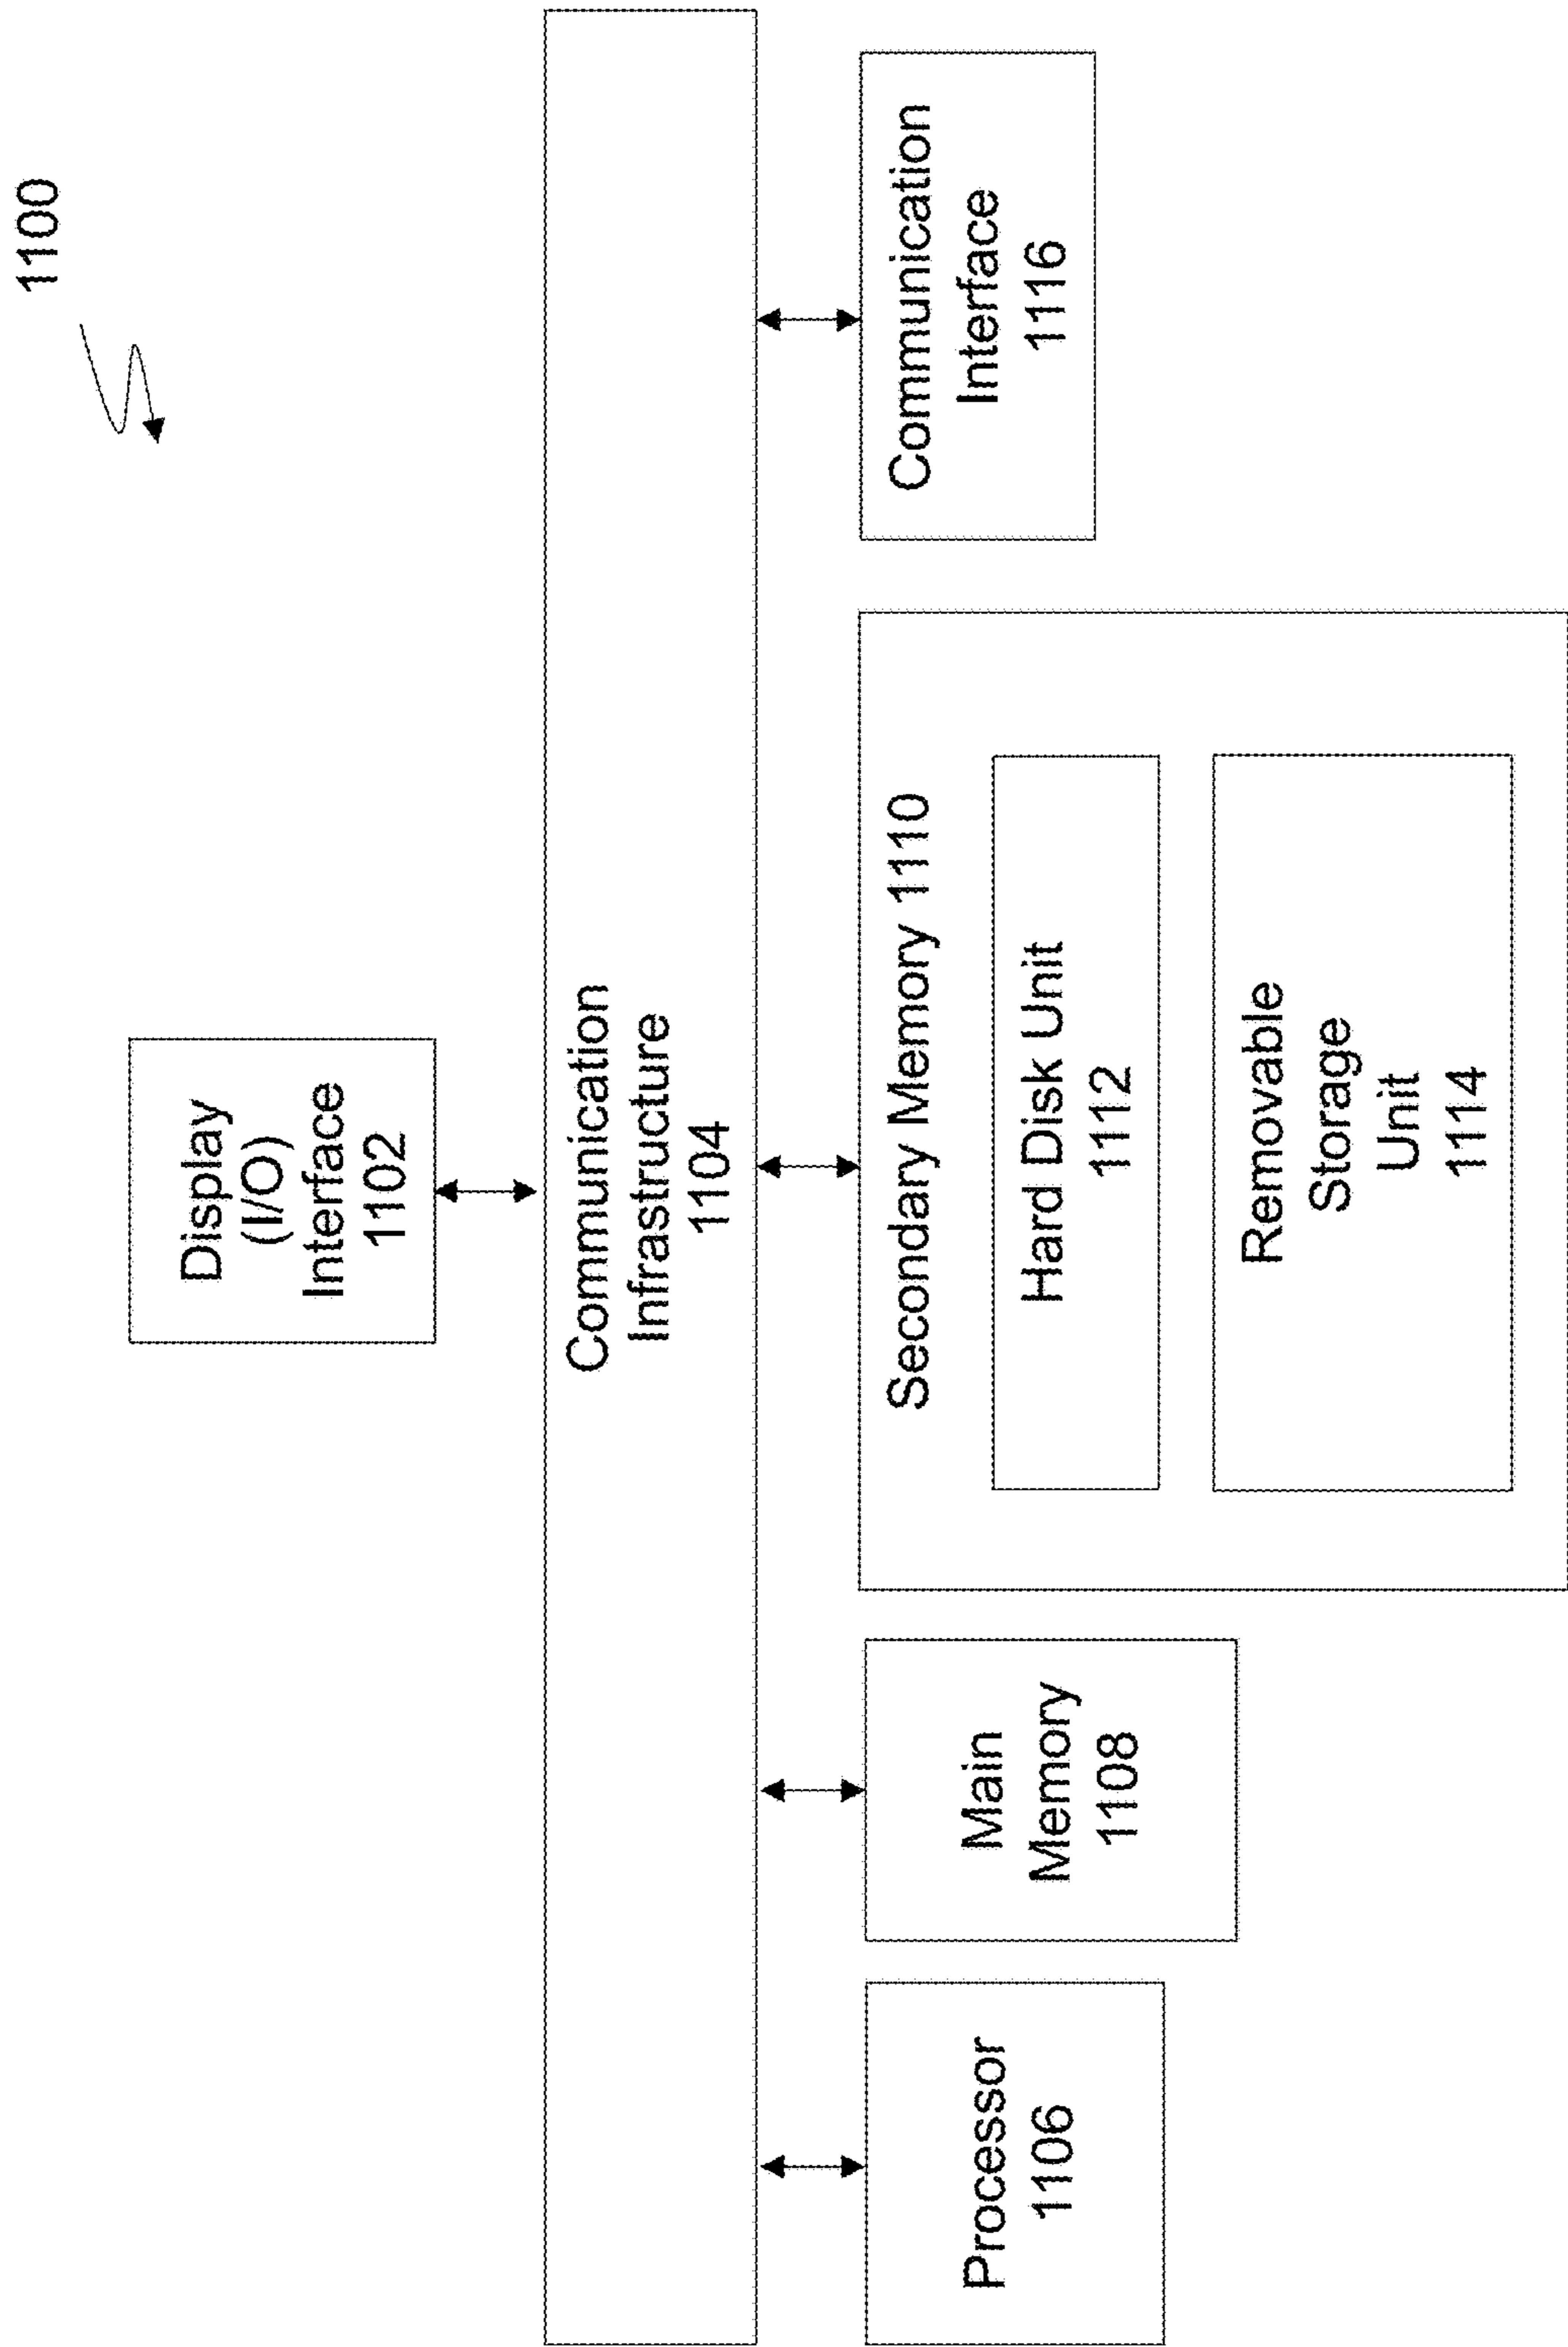 1100
Display
(I/O)
Interface
1102
Communication
Infrastructure
1104
Processor
1106
Main
Memory
1108
Secondary Memory 1110
Hard Disk Unit
1112
Removable
Storage
Unit
1114
Communication
Interface
1116